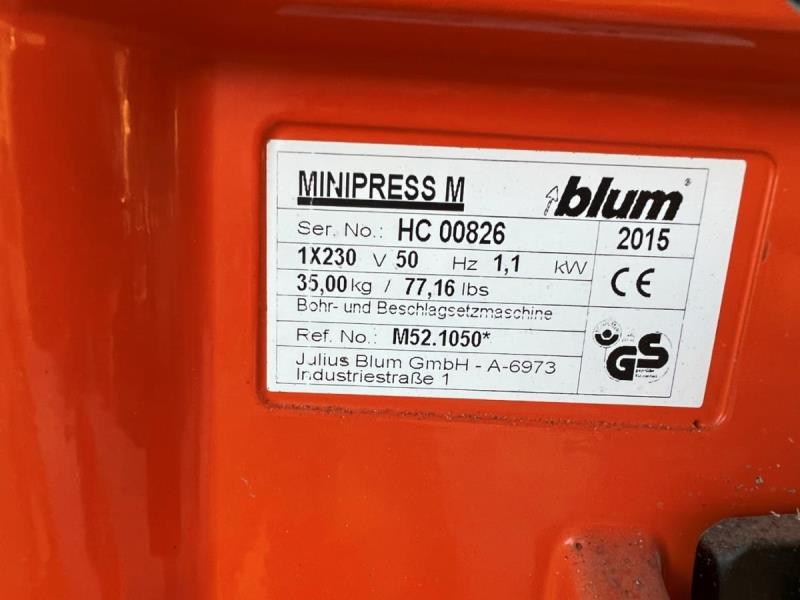 MINIPRESS M
blum®
Ser. No.: HC 00826
2015
1X230 V 50 Hz 1,1 kW
35,00 kg / 77,16 lbs
CE
Bohr- und Beschlagsetzmaschine
Ref. No.: M52.1050*
GS
Julius Blum GmbH - A-6973
Industriestraße 1